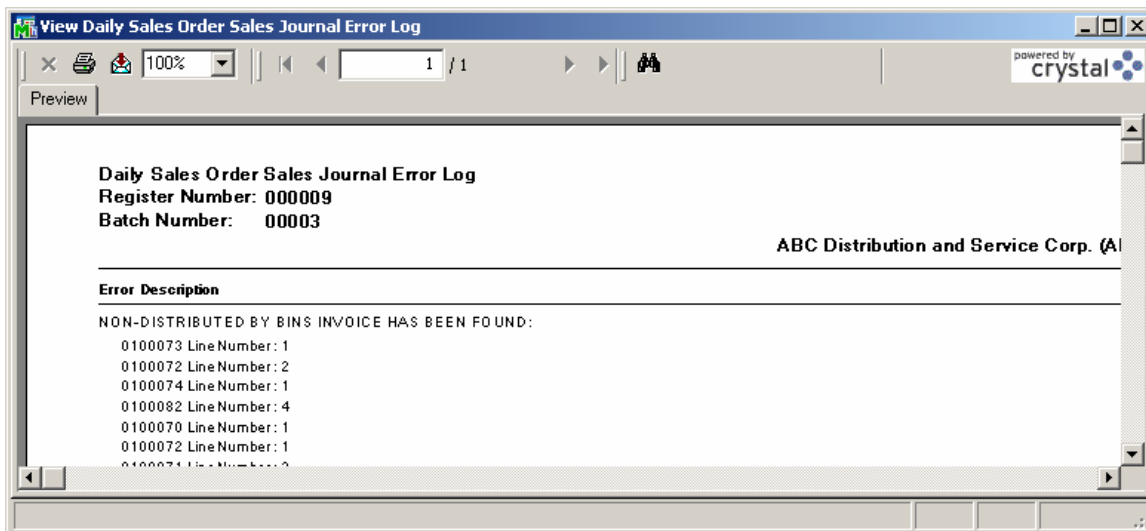 View Daily Sales Order Sales Journal Error Log
100% 1 / 1
powered by
crystal
Preview
Daily Sales Order Sales Journal Error Log
Register Number: 000009
Batch Number: 00003
ABC Distribution and Service Corp. (A
Error Description
NON-DISTRIBUTED BY BINS INVOICE HAS BEEN FOUND:
0100073 Line Number: 1
0100072 Line Number: 2
0100074 Line Number: 1
0100082 Line Number: 4
0100070 Line Number: 1
0100072 Line Number: 1